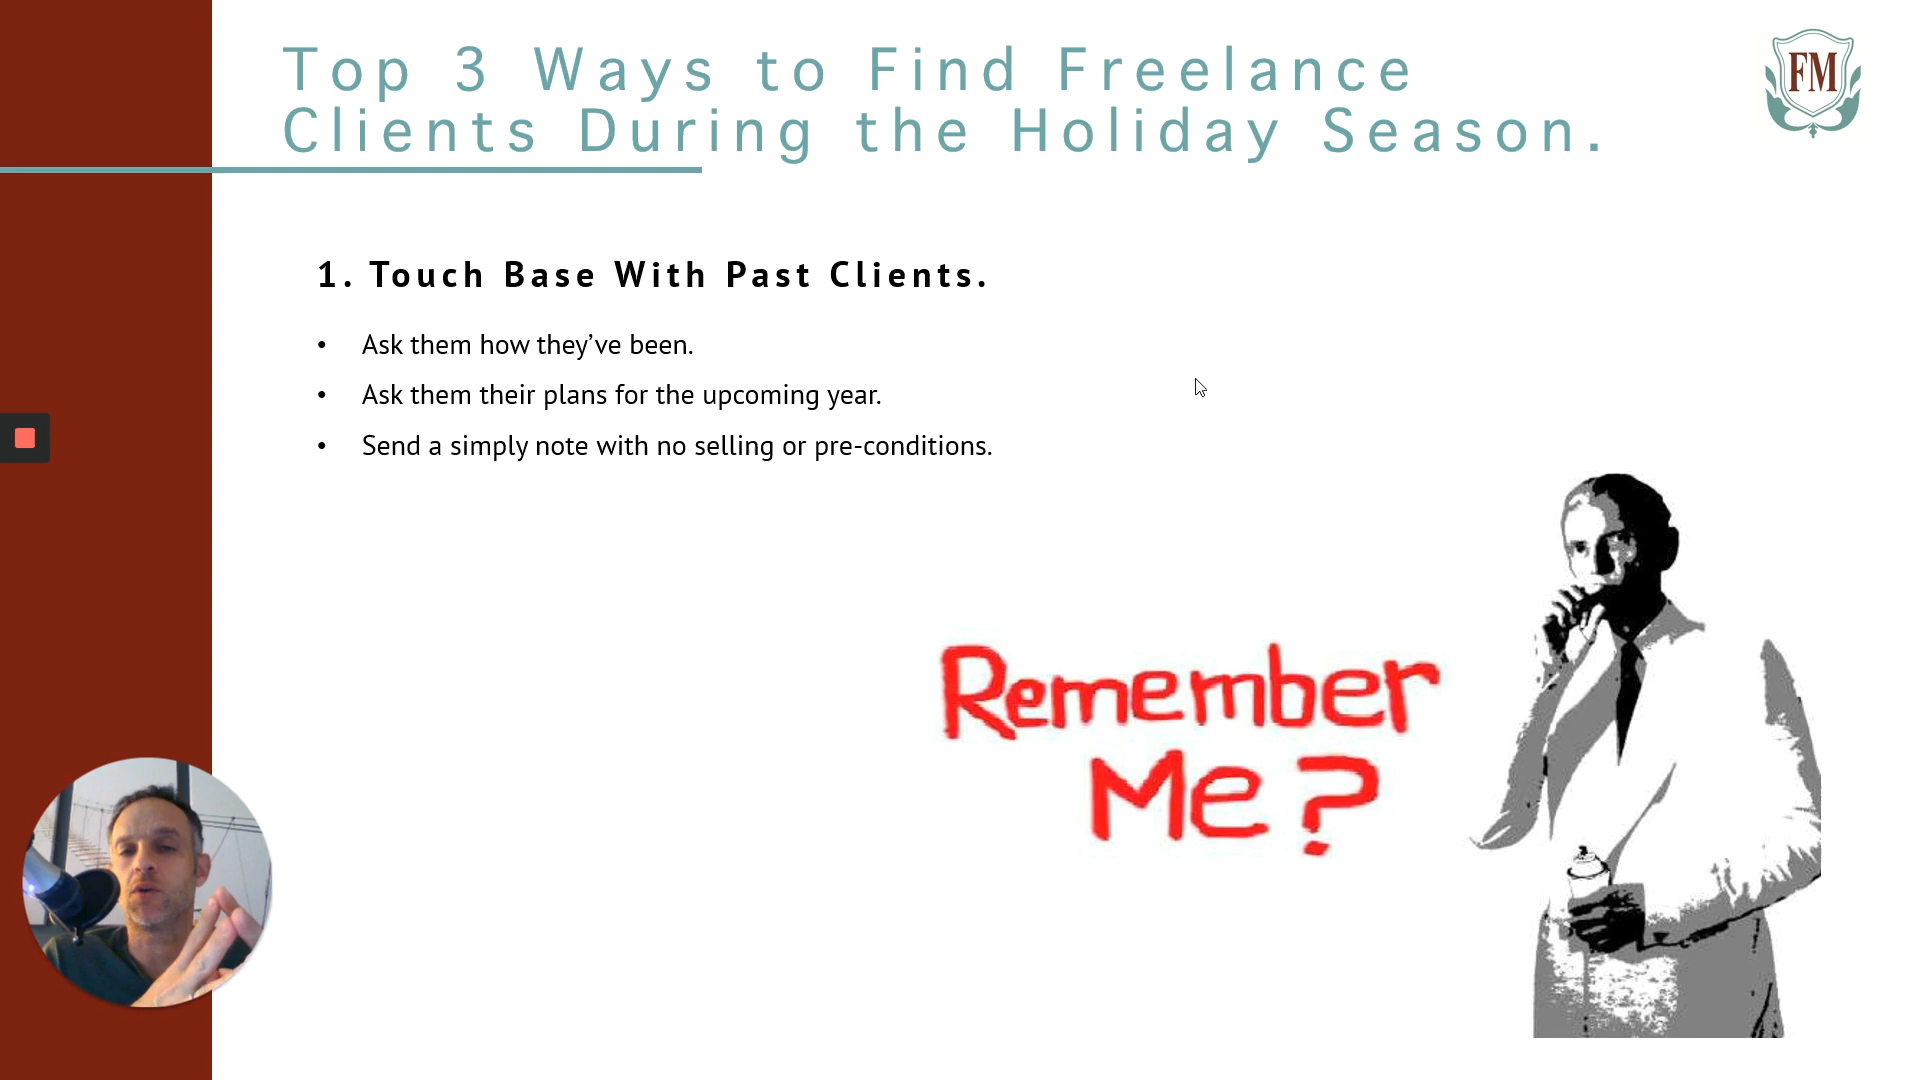 Top 3 Ways to Find Freelance
Clients During the Holiday Season.
FM
1. Touch Base With Past Clients.
• Ask them how they’ve been.
• Ask them their plans for the upcoming year.
• Send a simply note with no selling or pre-conditions.
Remember
Me?